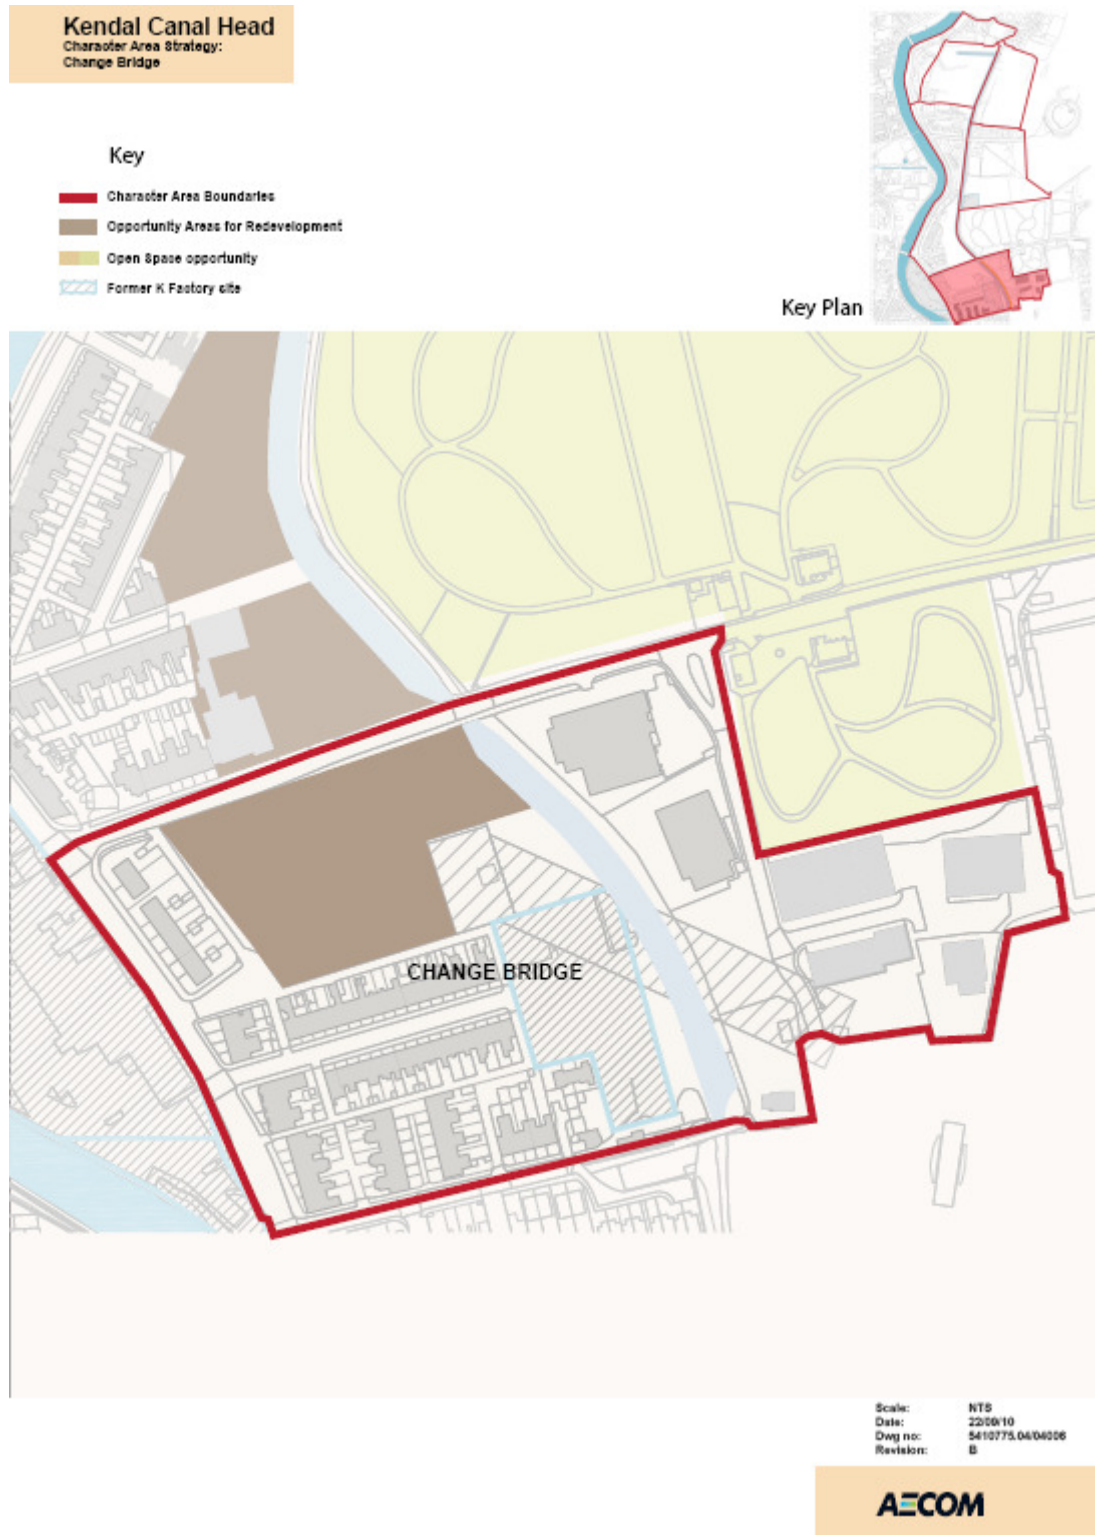 Kendal Canal Head
Character Area Strategy:
Change Bridge
Key
Character Area Boundaries
Opportunity Areas for Redevelopment
Open Space opportunity
Former K Factory site
Key Plan
CHANGE BRIDGE
Scale: NTS
Date: 22/09/10
Dwg no: 5410775.04/04006
Revision: B
AECOM